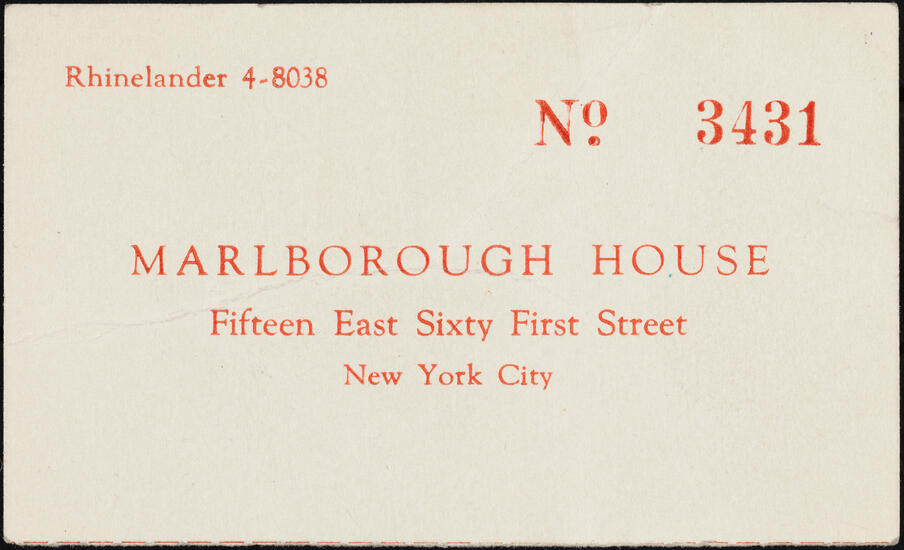 Rhinelander 4-8038
Nº 3431
MARLBOROUGH HOUSE
Fifteen East Sixty First Street
New York City